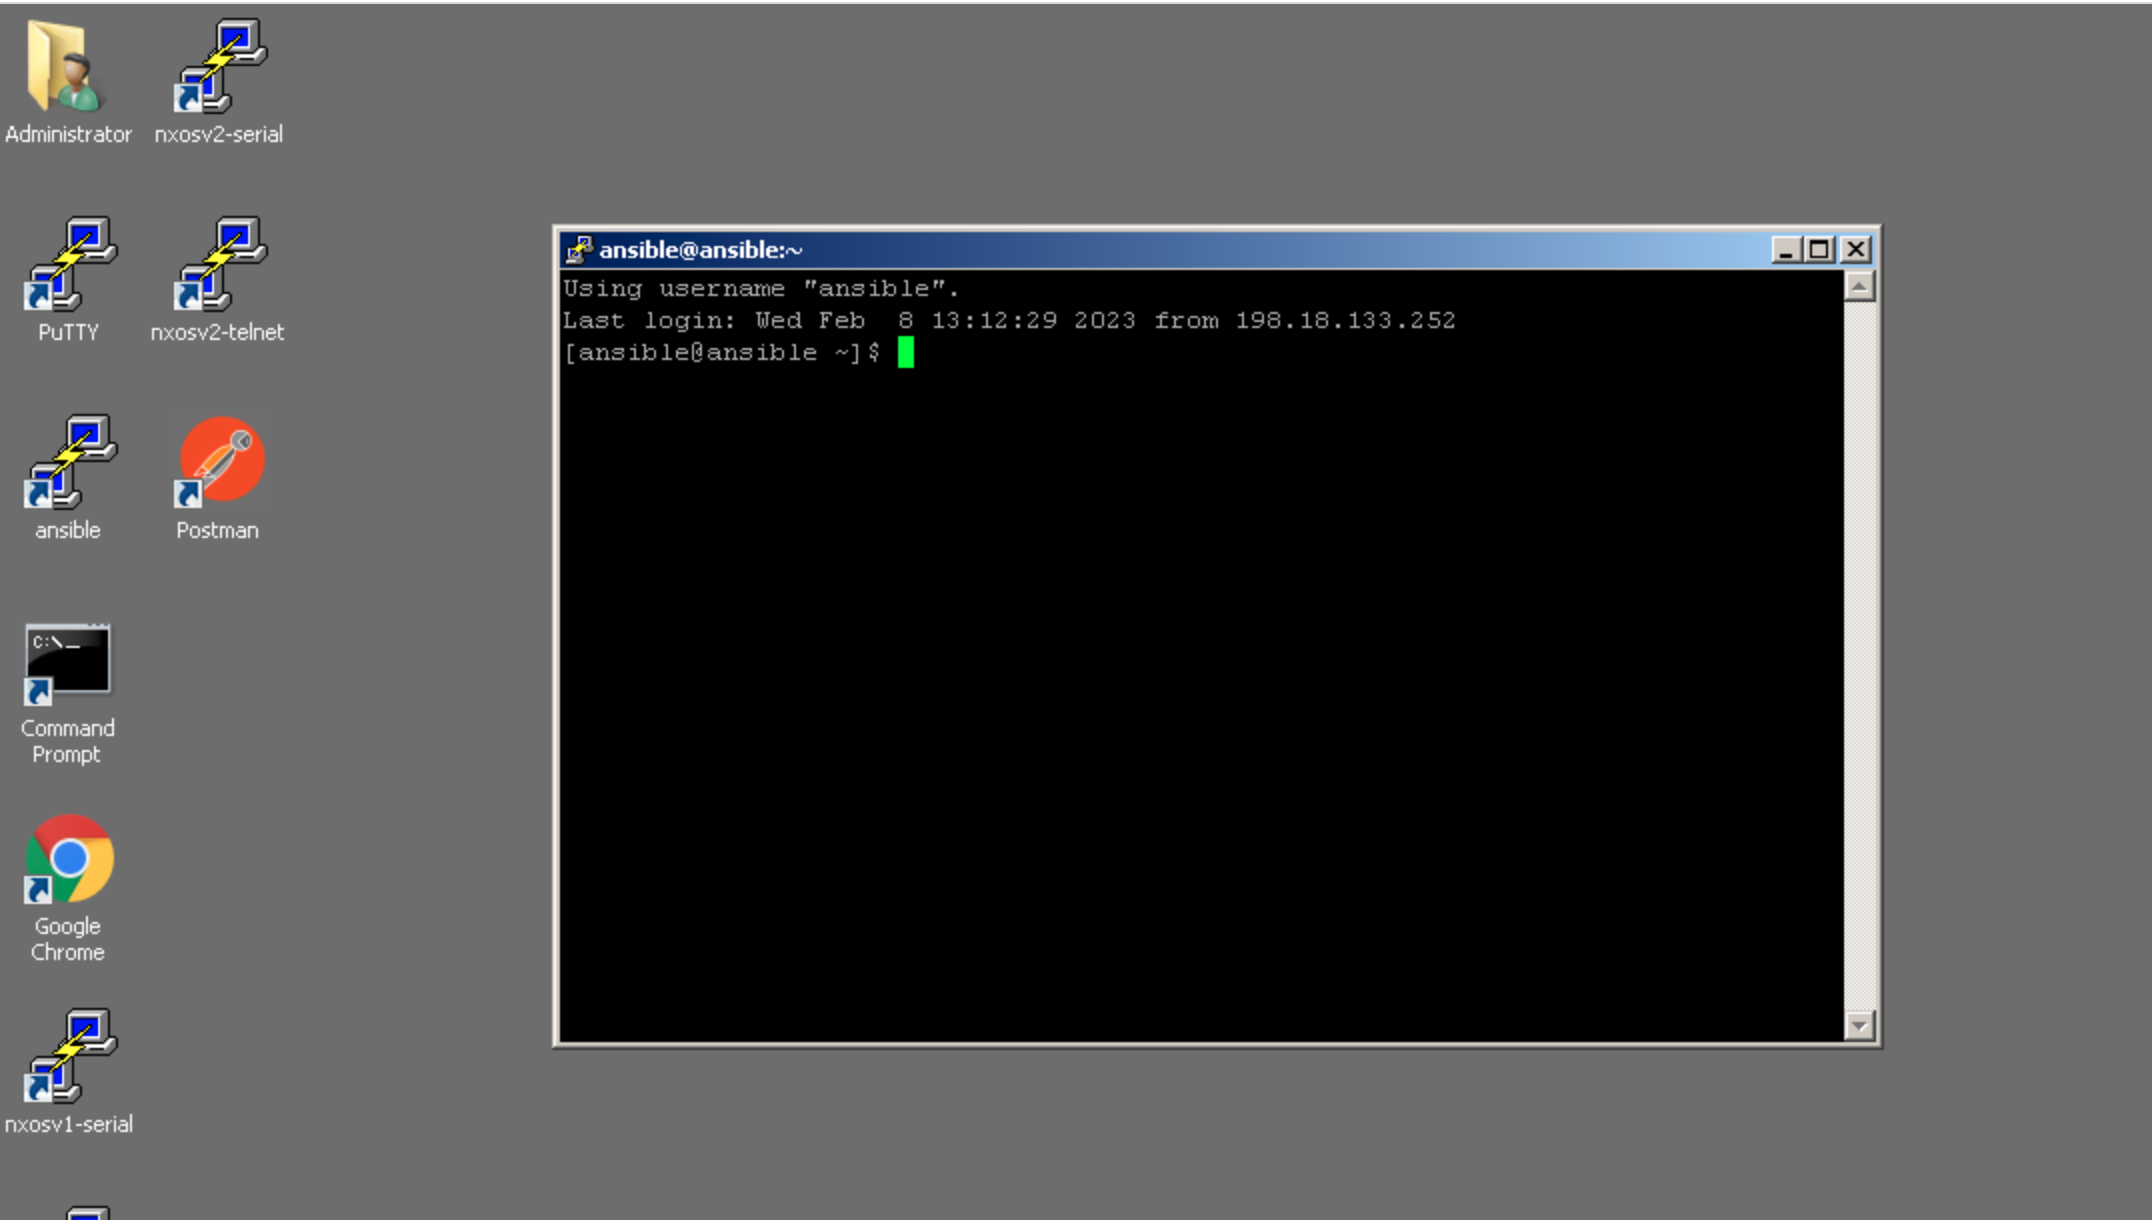 Administrator
nxosv2-serial
PuTTY
nxosv2-telnet
ansible
Postman
C:\_
Command
Prompt
Google
Chrome
nxosv1-serial
ansible@ansible:~
Using username "ansible".
Last login: Wed Feb  8 13:12:29 2023 from 198.18.133.252
[ansible@ansible ~]$